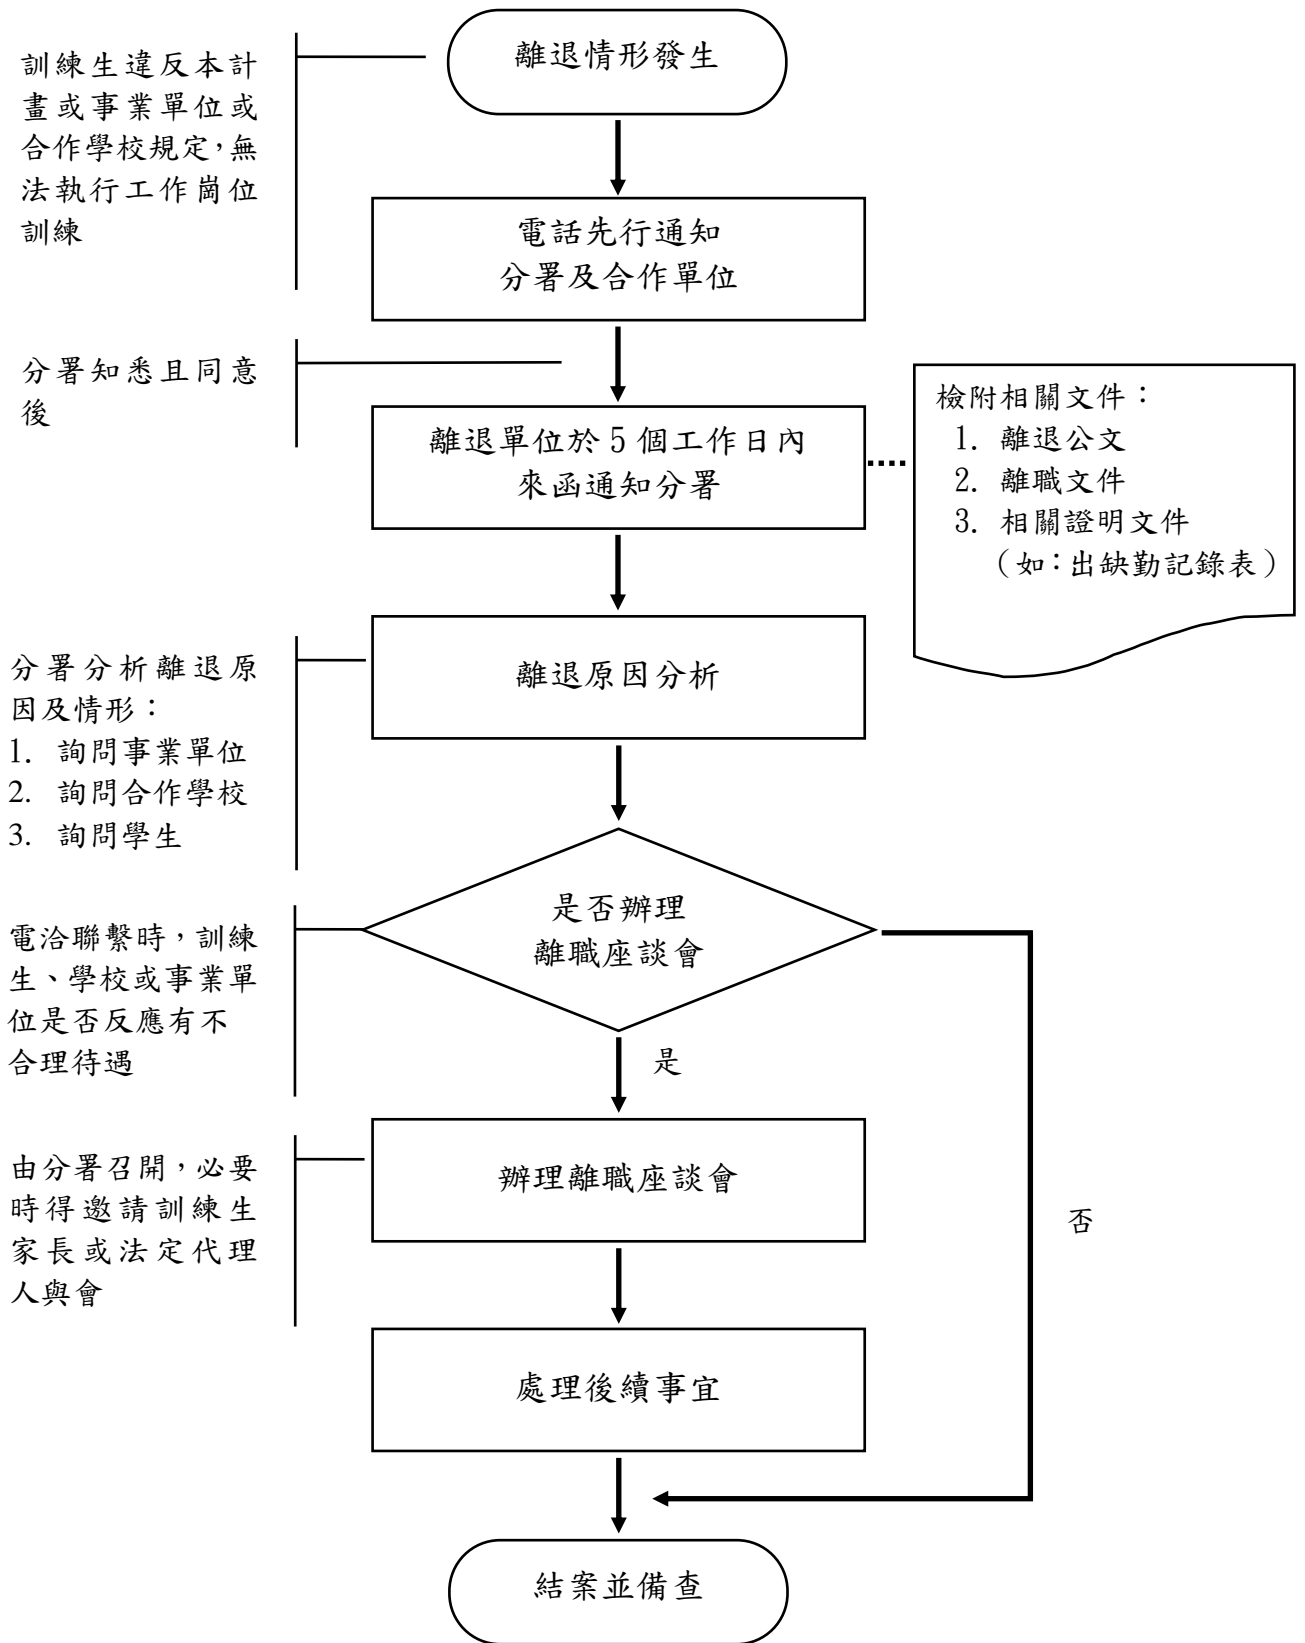 離退情形發生
訓練生違反本計
畫或事業單位或
合作學校規定,無
法執行工作崗位
訓練
電話先行通知
分署及合作單位
分署知悉且同意
後
離退單位於 5 個工作日內
來函通知分署
檢附相關文件：
1. 離退公文
2. 離職文件
3. 相關證明文件
（如：出缺勤記錄表）
離退原因分析
分署分析離退原
因及情形：
1. 詢問事業單位
2. 詢問合作學校
3. 詢問學生
是否辦理
離職座談會
電洽聯繫時，訓練
生、學校或事業單
位是否反應有不
合理待遇
是
辦理離職座談會
由分署召開，必要
時得邀請訓練生
家長或法定代理
人與會
否
處理後續事宜
結案並備查